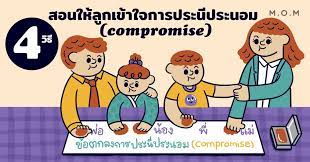 M.O.M
4 วิธี
สอนให้ลูกเข้าใจการประนีประนอม
(compromise)
พ่อ น้อง พี่ แม่
ข้อตกลงการประนีประนอม (compromise)